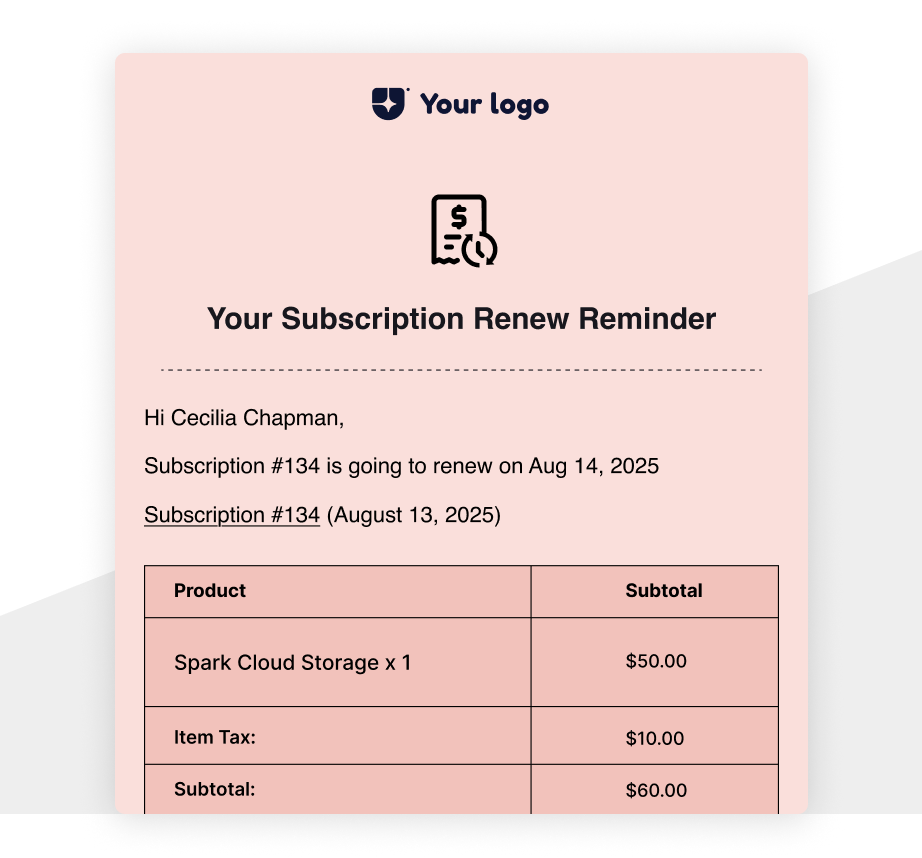 Your logo
$
Your Subscription Renew Reminder
Hi Cecilia Chapman,
Subscription #134 is going to renew on Aug 14, 2025
Subscription #134 (August 13, 2025)
Product Subtotal
Spark Cloud Storage x 1 $50.00
Item Tax: $10.00
Subtotal: $60.00